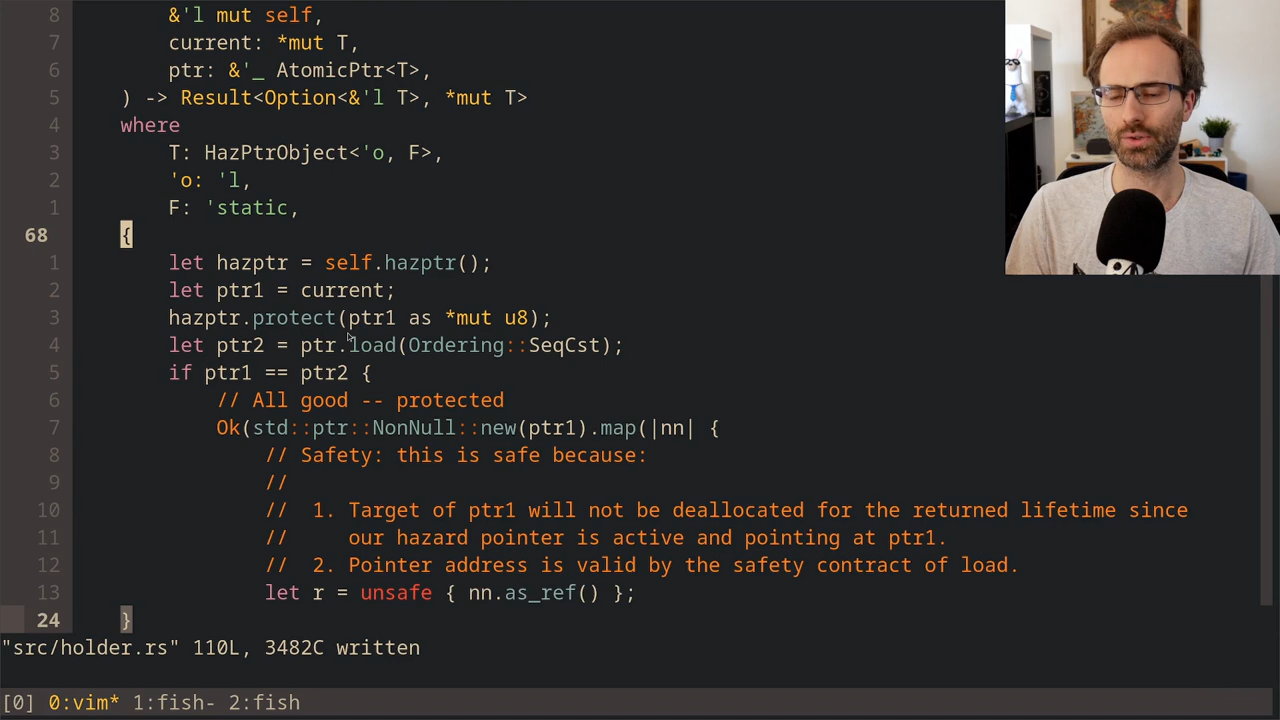 8 &'l mut self,
7 current: *mut T,
6 ptr: &'_ AtomicPtr<T>,
5 ) -> Result<Option<&'l T>, *mut T>
4 where
3 T: HazPtrObject<'o, F>,
2 'o: 'l,
1 F: 'static,
68 {
1 let hazptr = self.hazptr();
2 let ptr1 = current;
3 hazptr.protect(ptr1 as *mut u8);
4 let ptr2 = ptr.load(Ordering::SeqCst);
5 if ptr1 == ptr2 {
6 // All good -- protected
7 Ok(std::ptr::NonNull::new(ptr1).map(|nn| {
8 // Safety: this is safe because:
9 //
10 // 1. Target of ptr1 will not be deallocated for the returned lifetime since
11 // our hazard pointer is active and pointing at ptr1.
12 // 2. Pointer address is valid by the safety contract of load.
13 let r = unsafe { nn.as_ref() };
24 }
"src/holder.rs" 110L, 3482C written
[0] 0:vim* 1:fish- 2:fish